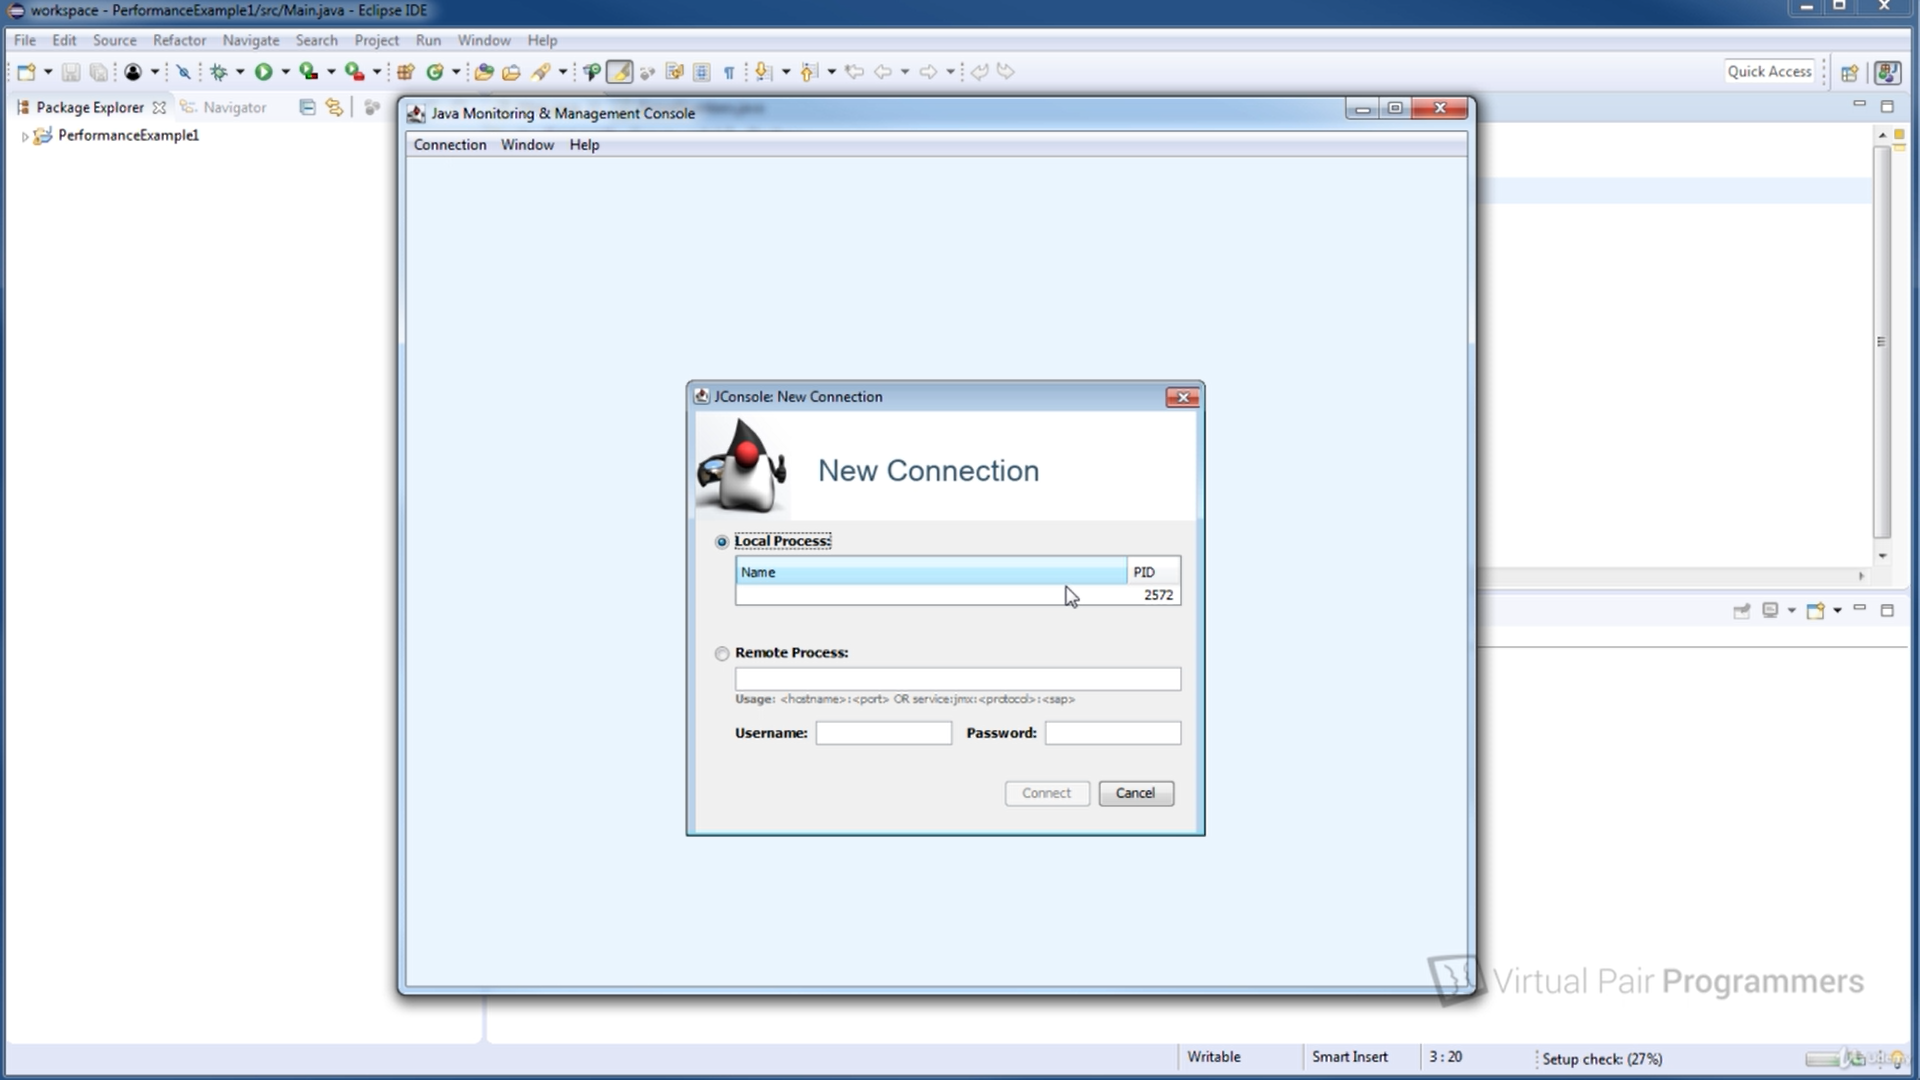 workspace - PerformanceExample1/src/Main.java - Eclipse IDE
File Edit Source Refactor Navigate Search Project Run Window Help
Quick Access
Package Explorer Navigator
PerformanceExample1
Java Monitoring & Management Console
Connection Window Help
JConsole: New Connection
New Connection
Local Process:
Name PID
2572
Remote Process:
Usage: <hostname>:<port> OR service:jmx:<protocol>:<sap>
Username: Password:
Connect Cancel
Virtual Pair Programmers
Writable Smart Insert 3 : 20 Setup check: (27%)